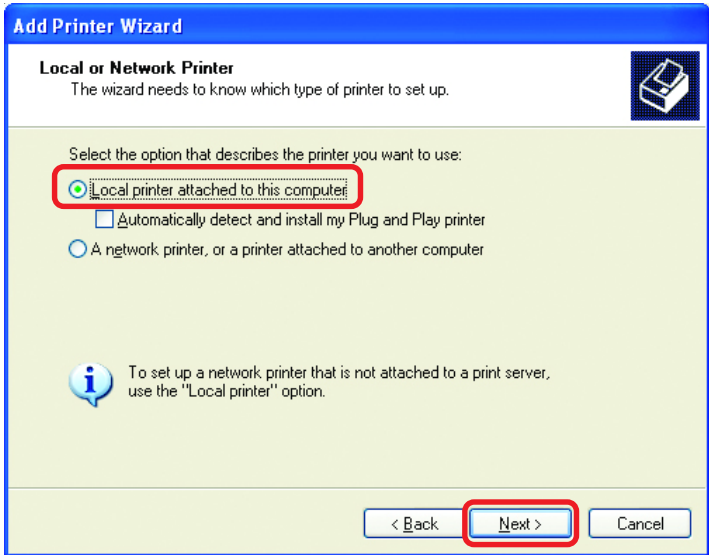 Add Printer Wizard
Local or Network Printer
The wizard needs to know which type of printer to set up.
Select the option that describes the printer you want to use:
Local printer attached to this computer
Automatically detect and install my Plug and Play printer
A network printer, or a printer attached to another computer
To set up a network printer that is not attached to a print server,
use the "Local printer" option.
< Back Next > Cancel